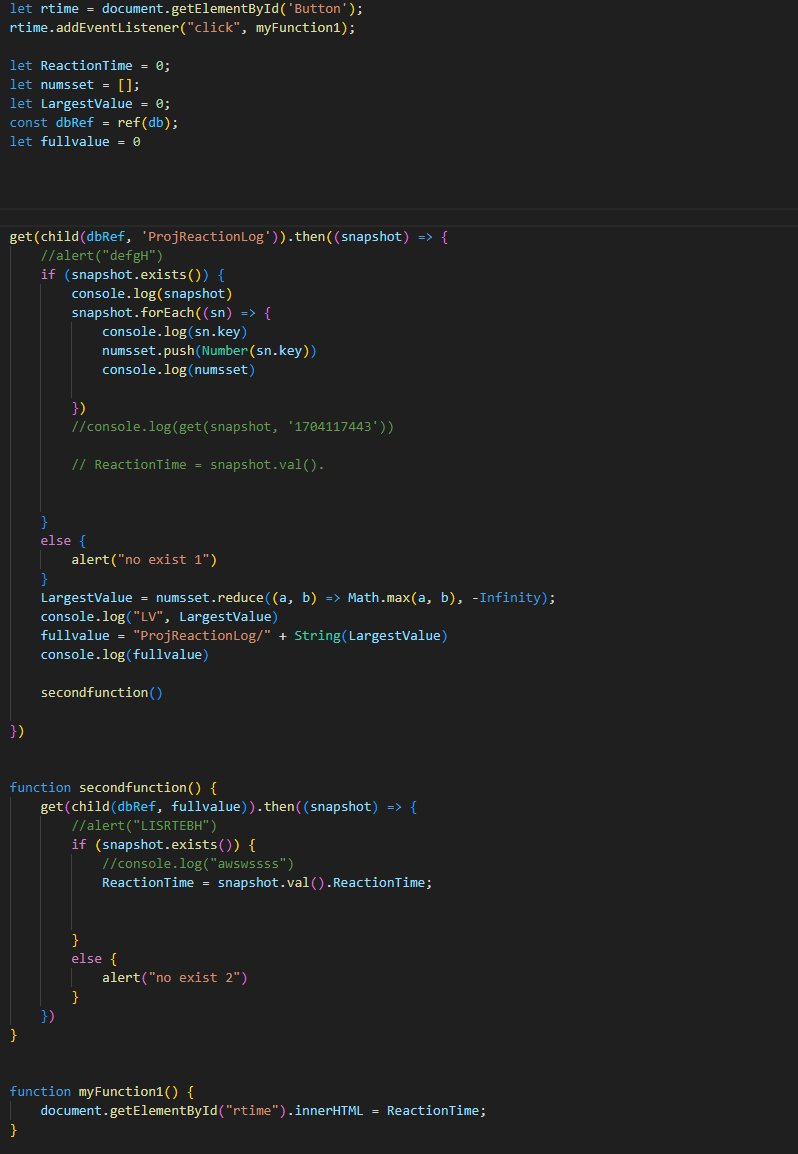 let rtime = document.getElementById('Button');
rtime.addEventListener("click", myFunction1);
let ReactionTime = 0;
let numsset = [];
let LargestValue = 0;
const dbRef = ref(db);
let fullvalue = 0
get(child(dbRef, 'ProjReactionLog')).then((snapshot) => {
//alert("defgH")
if (snapshot.exists()) {
console.log(snapshot)
snapshot.forEach((sn) => {
console.log(sn.key)
numsset.push(Number(sn.key))
console.log(numsset)
})
//console.log(get(snapshot, '1704117443'))
// ReactionTime = snapshot.val().
}
else {
alert("no exist 1")
}
LargestValue = numsset.reduce((a, b) => Math.max(a, b), -Infinity);
console.log("LV", LargestValue)
fullvalue = "ProjReactionLog/" + String(LargestValue)
console.log(fullvalue)
secondfunction()
})
function secondfunction() {
get(child(dbRef, fullvalue)).then((snapshot) => {
//alert("LISRTEBH")
if (snapshot.exists()) {
//console.log("awswssss")
ReactionTime = snapshot.val().ReactionTime;
}
else {
alert("no exist 2")
}
})
}
function myFunction1() {
document.getElementById("rtime").innerHTML = ReactionTime;
}